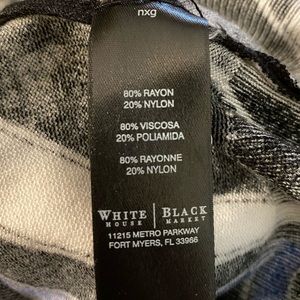 nxg
80% RAYON
20% NYLON
80% VISCOSA
20% POLIAMIDA
80% RAYONNE
20% NYLON
WHITE | BLACK
HOUSE | MARKET
11215 METRO PARKWAY
FORT MYERS, FL 33966